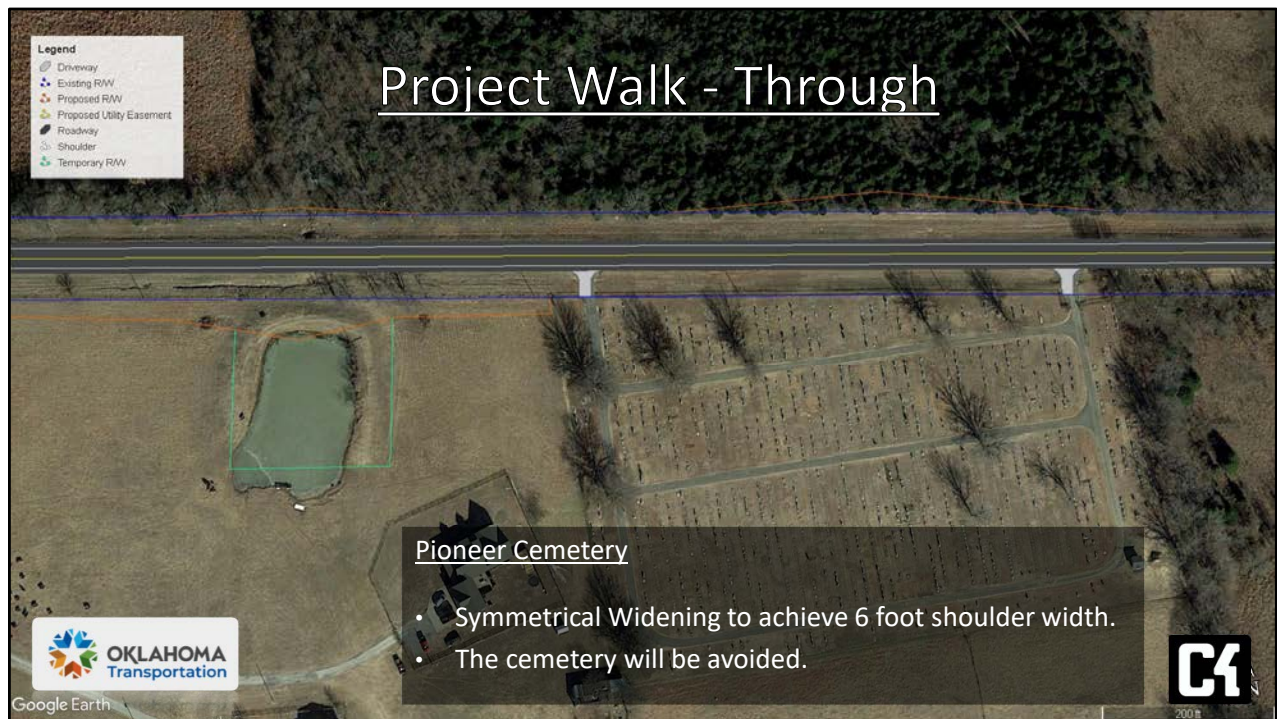 Project Walk - Through
Legend
Driveway
Existing R/W
Proposed R/W
Proposed Utility Easement
Roadway
Shoulder
Temporary R/W
Pioneer Cemetery
• Symmetrical Widening to achieve 6 foot shoulder width.
• The cemetery will be avoided.
OKLAHOMA
Transportation
Google Earth
C4
200 ft